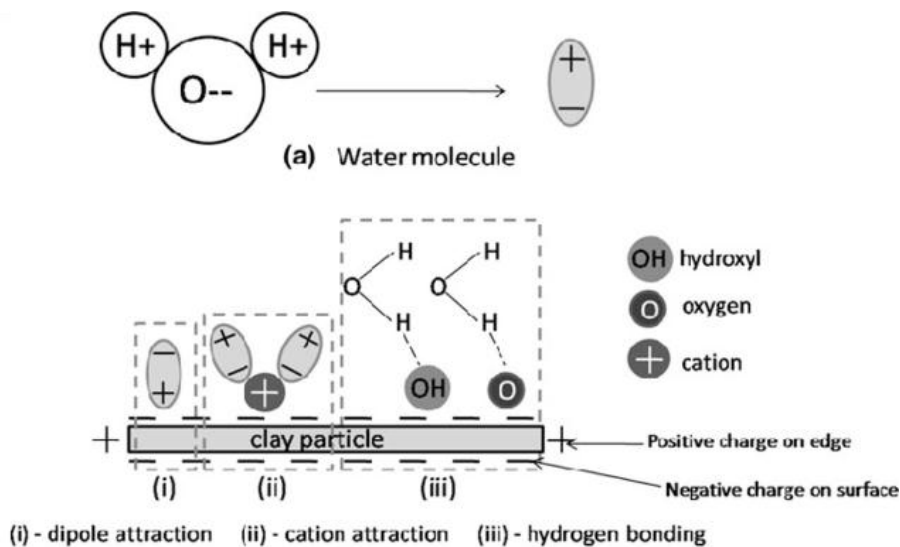 H+ H+
O--
+
−
(a) Water molecule
H H
O O
H H
OH hydroxyl
O oxygen
+ cation
− + + +
+ − − +
OH O
+ clay particle + Positive charge on edge
Negative charge on surface
(i) (ii) (iii)
(i) - dipole attraction (ii) - cation attraction (iii) - hydrogen bonding